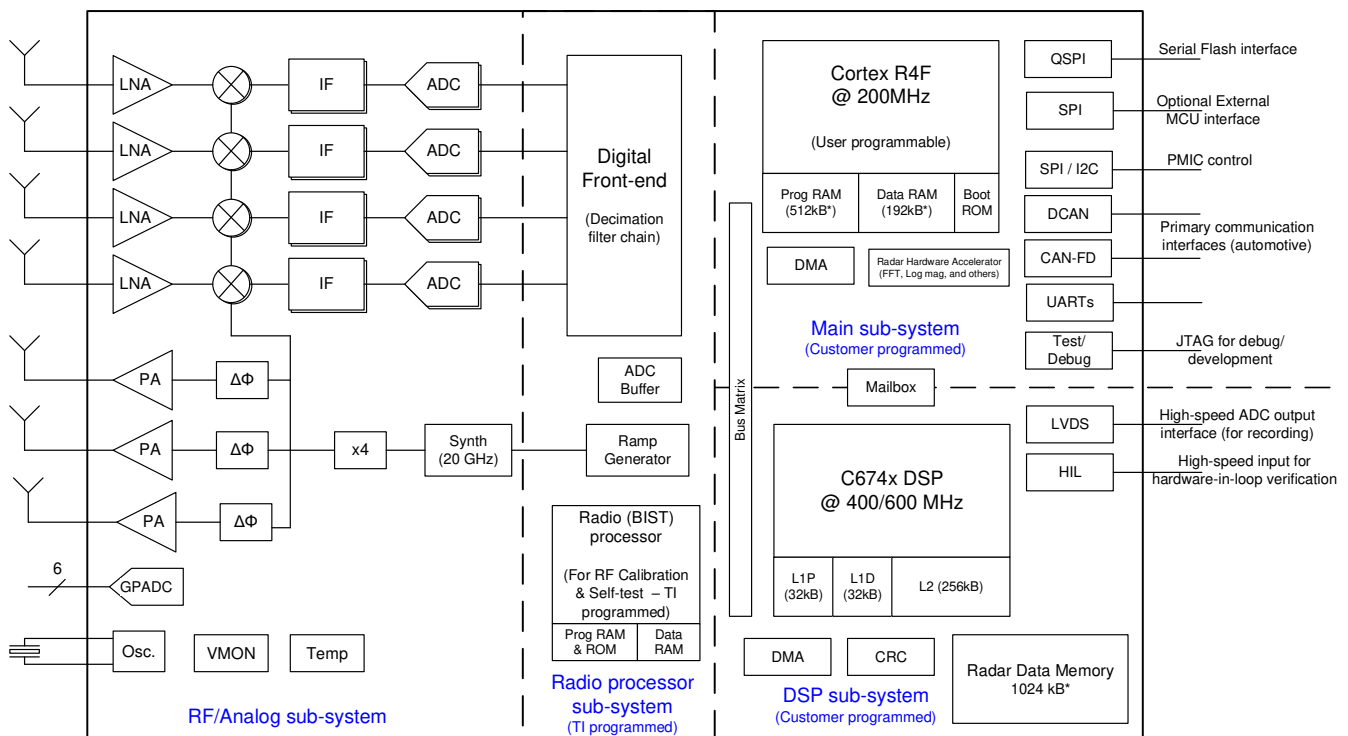 LNA
IF
ADC
LNA
IF
ADC
LNA
IF
ADC
LNA
IF
ADC
PA
ΔΦ
PA
ΔΦ
PA
ΔΦ
x4
Synth
(20 GHz)
6
GPADC
Osc.
VMON
Temp
RF/Analog sub-system
Digital
Front-end
(Decimation
filter chain)
ADC
Buffer
Ramp
Generator
Radio (BIST)
processor
(For RF Calibration
& Self-test – TI
programmed)
Prog RAM
& ROM
Data
RAM
Radio processor
sub-system
(TI programmed)
Bus Matrix
Cortex R4F
@ 200MHz
(User programmable)
Prog RAM
(512kB*)
Data RAM
(192kB*)
Boot
ROM
DMA
Radar Hardware Accelerator
(FFT, Log mag, and others)
Main sub-system
(Customer programmed)
Mailbox
C674x DSP
@ 400/600 MHz
L1P
(32kB)
L1D
(32kB)
L2 (256kB)
DMA
CRC
DSP sub-system
(Customer programmed)
Radar Data Memory
1024 kB*
QSPI
Serial Flash interface
SPI
Optional External
MCU interface
SPI / I2C
PMIC control
DCAN
CAN-FD
Primary communication
interfaces (automotive)
UARTs
Test/
Debug
JTAG for debug/
development
LVDS
High-speed ADC output
interface (for recording)
HIL
High-speed input for
hardware-in-loop verification